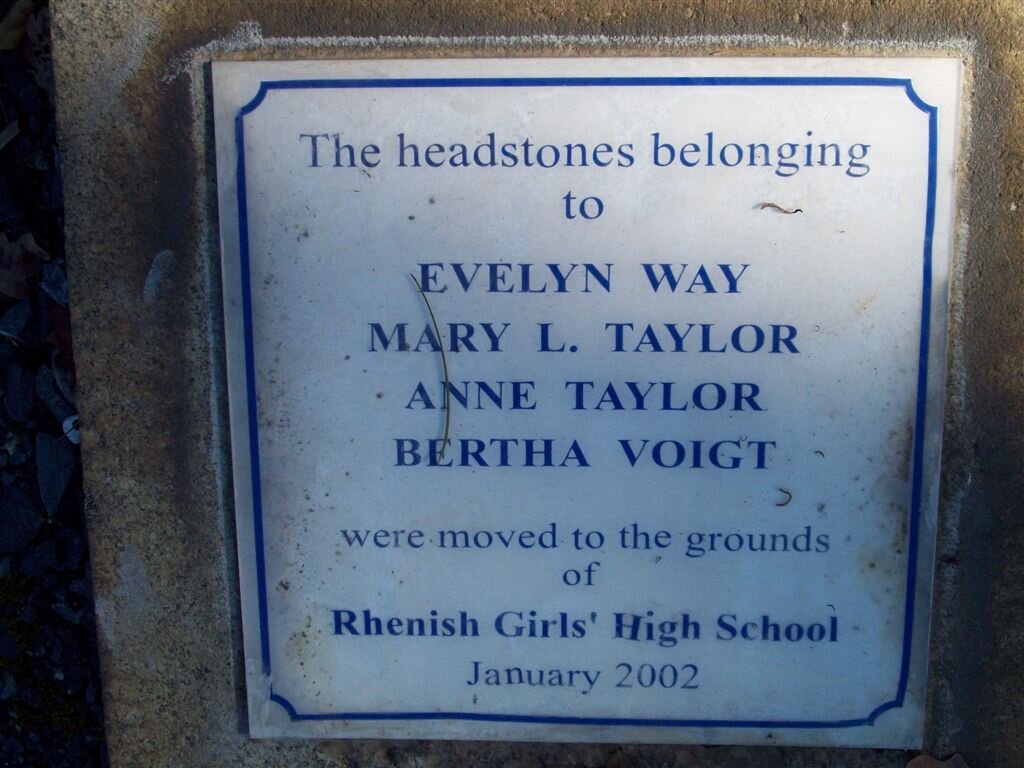 The headstones belonging
to
EVELYN WAY
MARY L. TAYLOR
ANNE TAYLOR
BERTHA VOIGT
were moved to the grounds
of
Rhenish Girls' High School
January 2002